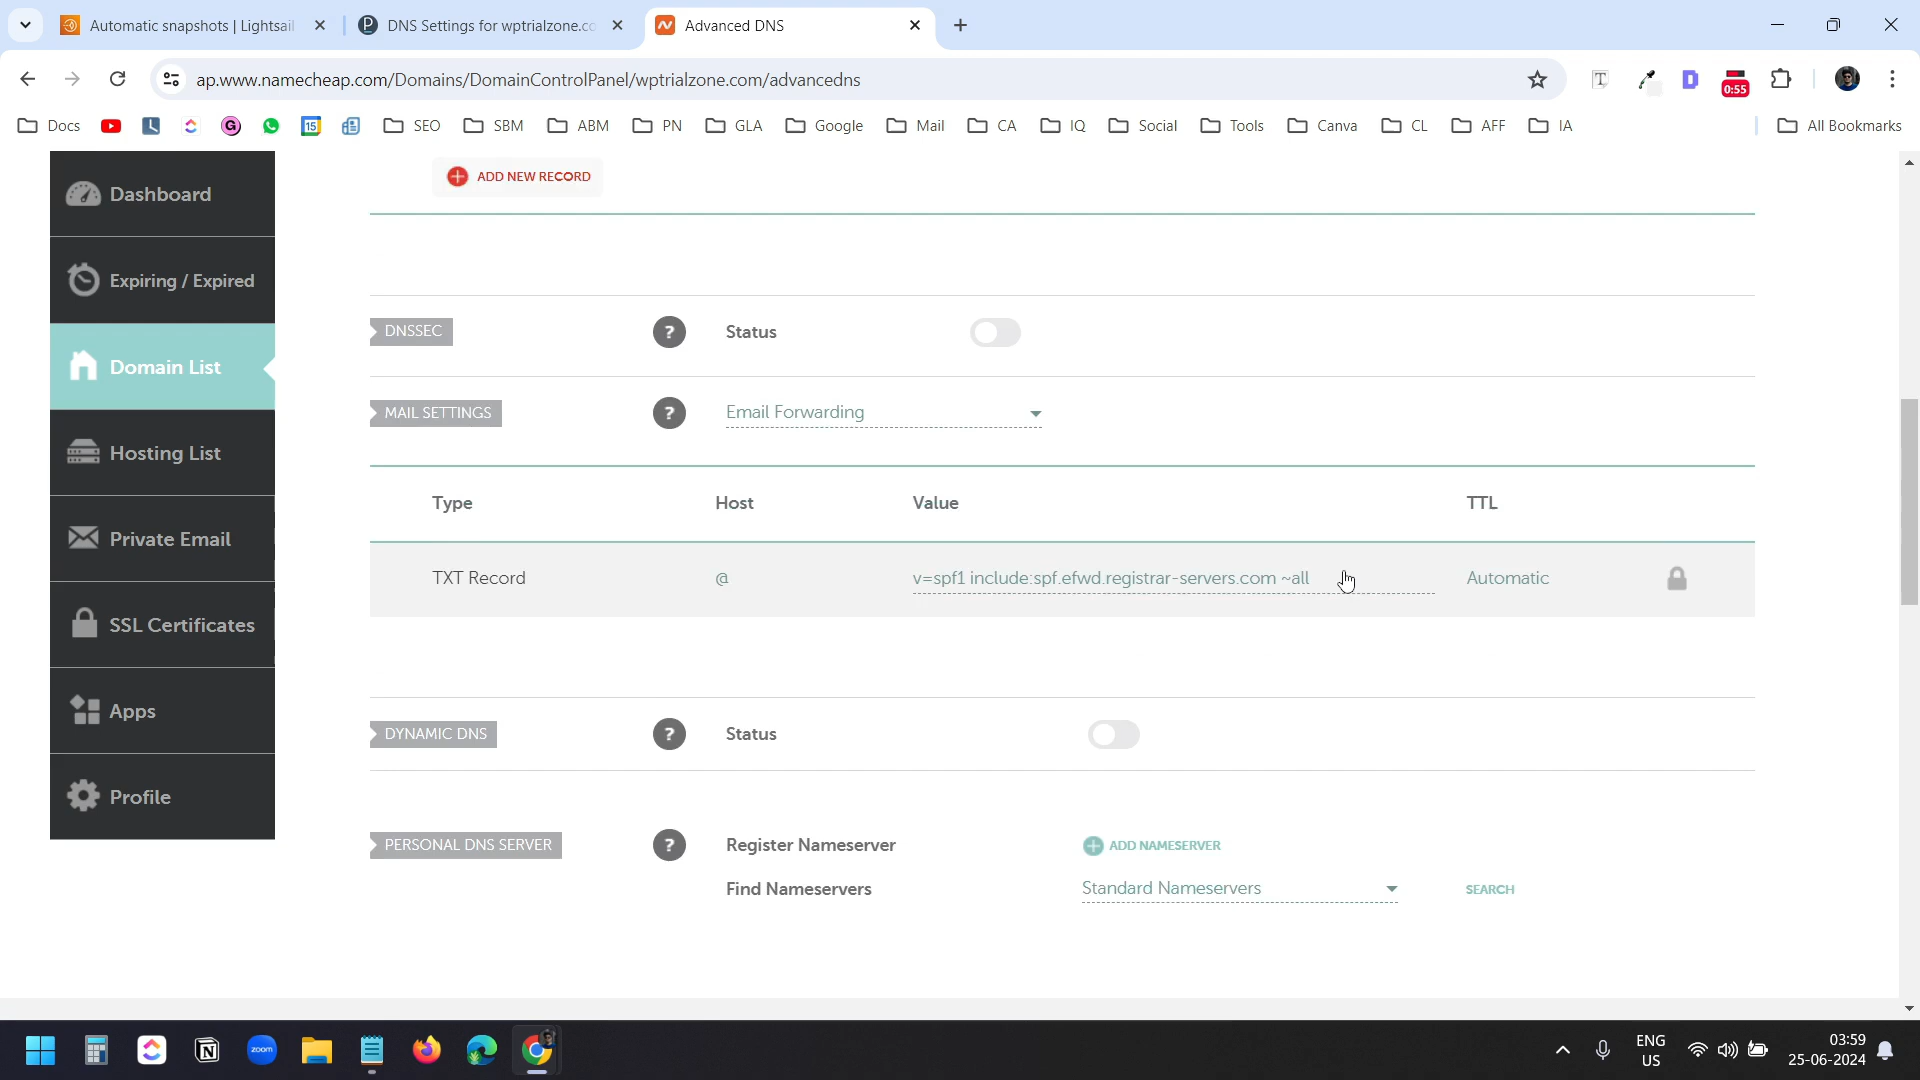 Automatic snapshots | Lightsail
DNS Settings for wptrialzone.co
Advanced DNS
ap.www.namecheap.com/Domains/DomainControlPanel/wptrialzone.com/advancedns
0:55
Docs
SEO
SBM
ABM
PN
GLA
Google
Mail
CA
IQ
Social
Tools
Canva
CL
AFF
IA
All Bookmarks
Dashboard
Expiring / Expired
Domain List
Hosting List
Private Email
SSL Certificates
Apps
Profile
ADD NEW RECORD
DNSSEC ? Status
MAIL SETTINGS ? Email Forwarding
Type Host Value TTL
TXT Record @ v=spf1 include:spf.efwd.registrar-servers.com ~all Automatic
DYNAMIC DNS ? Status
PERSONAL DNS SERVER ? Register Nameserver ADD NAMESERVER
Find Nameservers Standard Nameservers SEARCH
zoom
ENG
US
03:59
25-06-2024